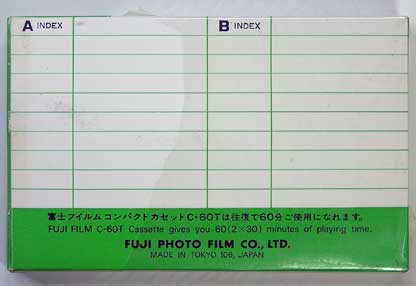 A INDEX B INDEX
富士フイルム コンパクトカセットC-60Tは往復で60分ご使用になれます。
FUJI FILM C-60T Cassette gives you 60(2×30) minutes of playing time.
FUJI PHOTO FILM CO., LTD.
MADE IN TOKYO 106, JAPAN